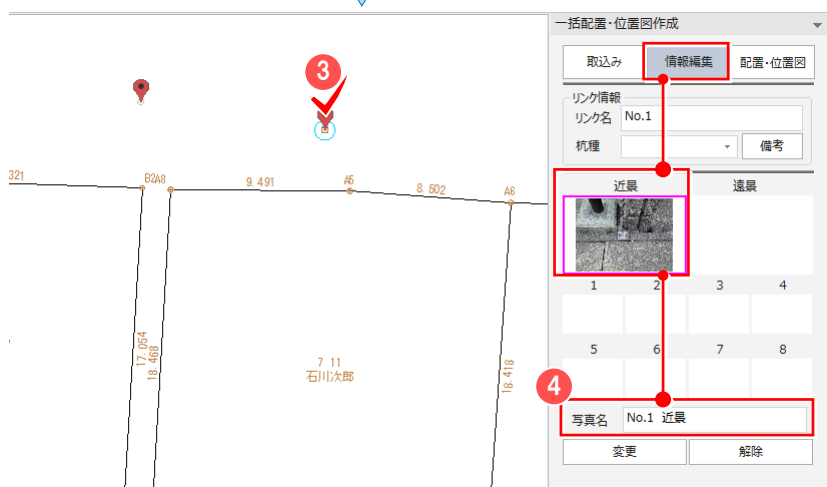 一括配置・位置図作成
取込み 情報編集 配置・位置図
リンク情報
リンク名 No.1
杭種 備考
近景 遠景
1 2 3 4
5 6 7 8
写真名 No.1 近景
変更 解除
3
4
321 B2 A8 9.491 A5 8.502 A6
17.054
18.468
7 11
石川次郎
18.418